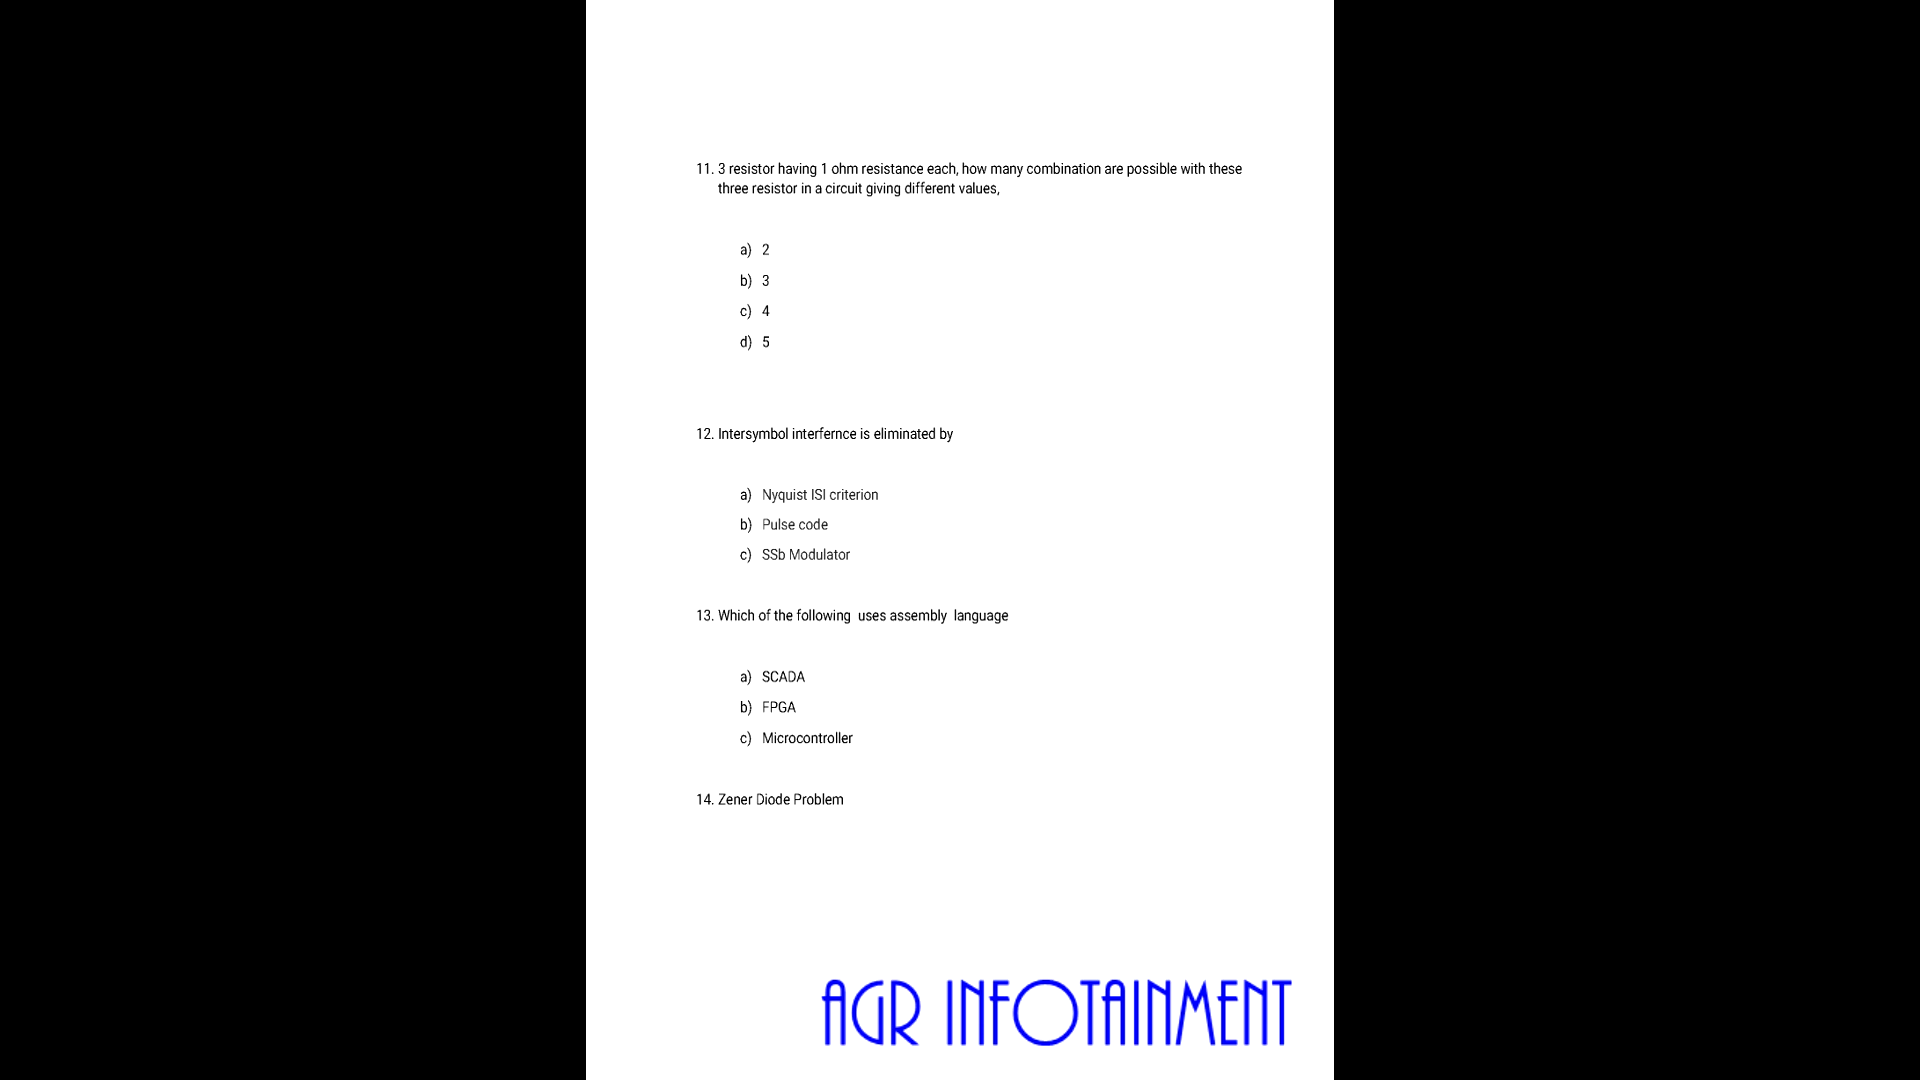 11. 3 resistor having 1 ohm resistance each, how many combination are possible with these
three resistor in a circuit giving different values,
a) 2
b) 3
c) 4
d) 5
12. Intersymbol interfernce is eliminated by
a) Nyquist ISI criterion
b) Pulse code
c) SSb Modulator
13. Which of the following  uses assembly  language
a) SCADA
b) FPGA
c) Microcontroller
14. Zener Diode Problem
AGR INFOTAINMENT